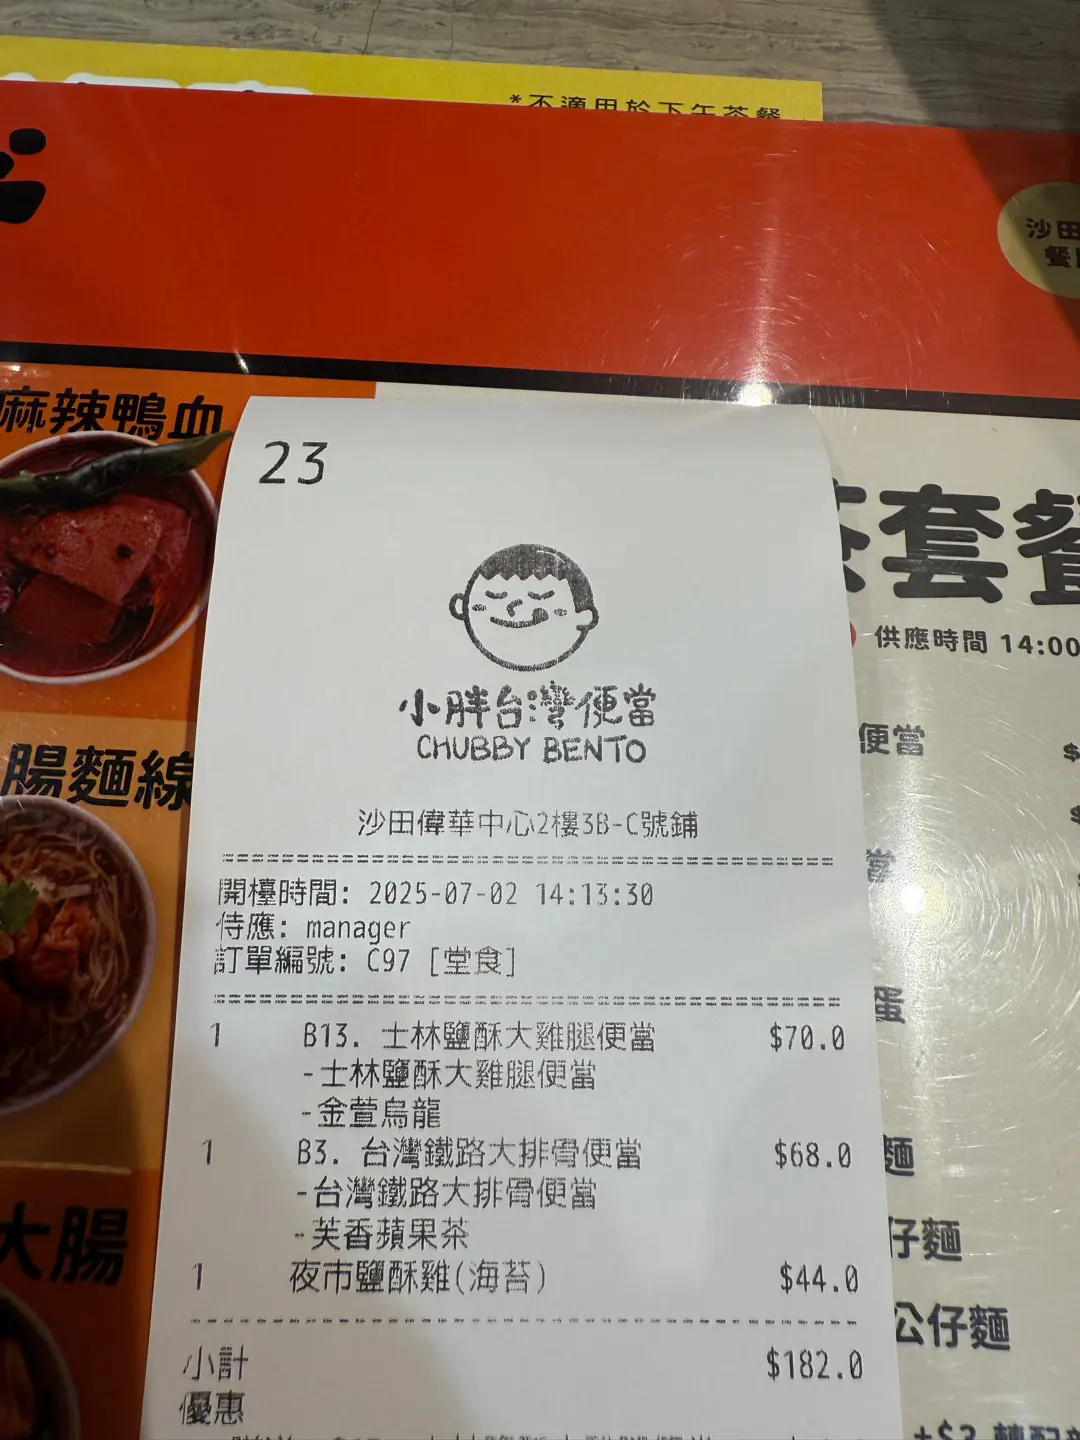 *不適用於下午茶餐
沙田
餐
麻辣鴨血
腸麵線
大腸
套餐
供應時間 14:00
便當
當
蛋
麵
仔麵
公仔麵
+$3
23
小胖台灣便當
CHUBBY BENTO
沙田偉華中心2樓3B-C號鋪
開檯時間: 2025-07-02 14:13:30
侍應: manager
訂單編號: C97 [堂食]
1 B13. 士林鹽酥大雞腿便當 $70.0
-士林鹽酥大雞腿便當
-金萱烏龍
1 B3. 台灣鐵路大排骨便當 $68.0
-台灣鐵路大排骨便當
-芙香蘋果茶
1 夜市鹽酥雞(海苔) $44.0
小計 $182.0
優惠